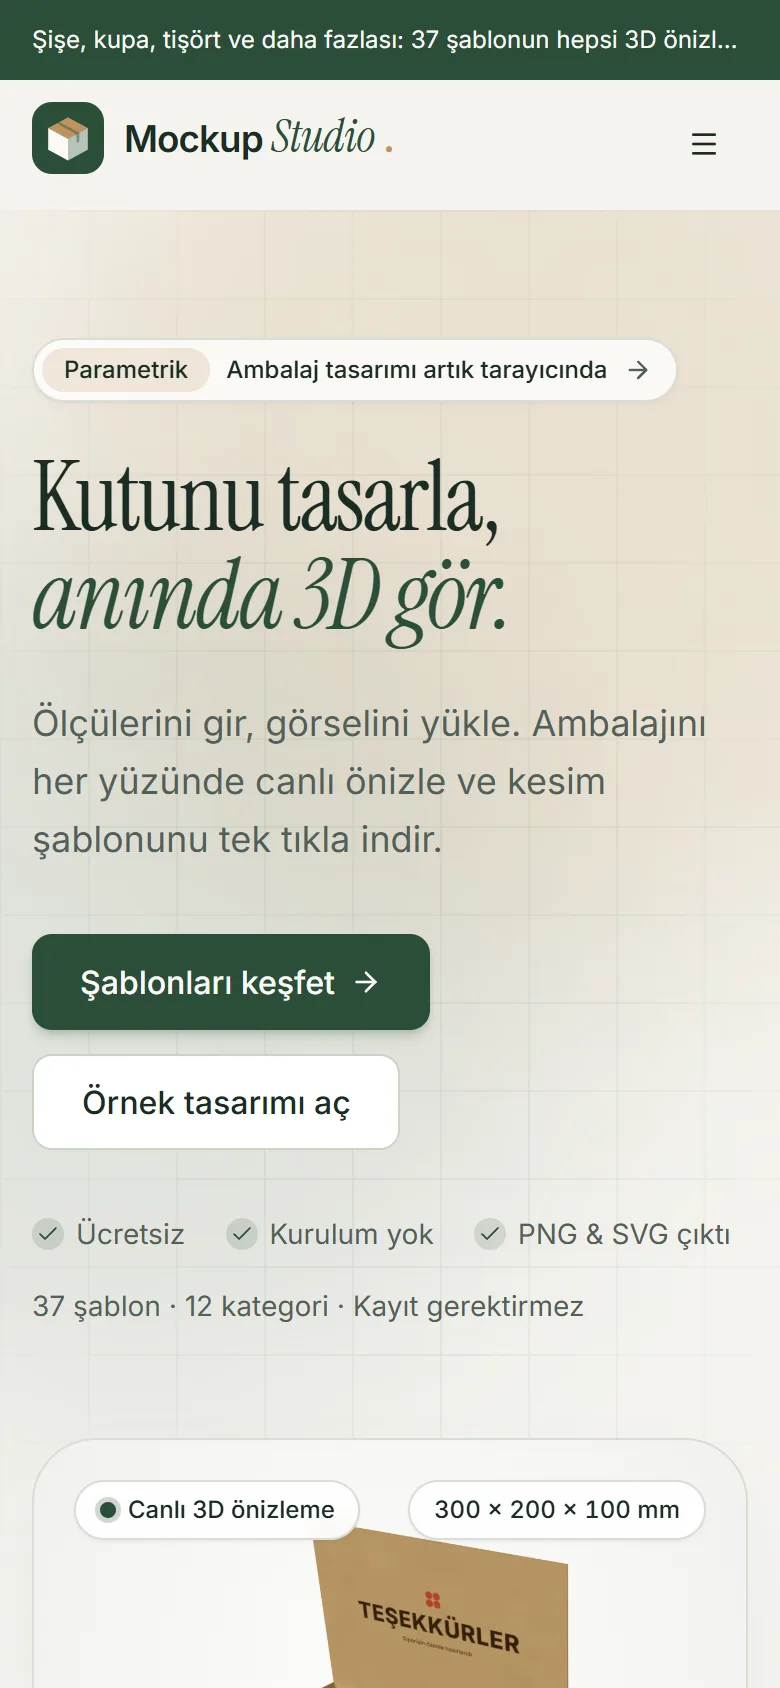 Şişe, kupa, tişört ve daha fazlası: 37 şablonun hepsi 3D önizl...
Mockup Studio .
Parametrik Ambalaj tasarımı artık tarayıcında →
Kutunu tasarla,
anında 3D gör.
Ölçülerini gir, görselini yükle. Ambalajını
her yüzünde canlı önizle ve kesim
şablonunu tek tıkla indir.
Şablonları keşfet →
Örnek tasarımı aç
Ücretsiz Kurulum yok PNG & SVG çıktı
37 şablon · 12 kategori · Kayıt gerektirmez
Canlı 3D önizleme 300 × 200 × 100 mm
TEŞEKKÜRLER